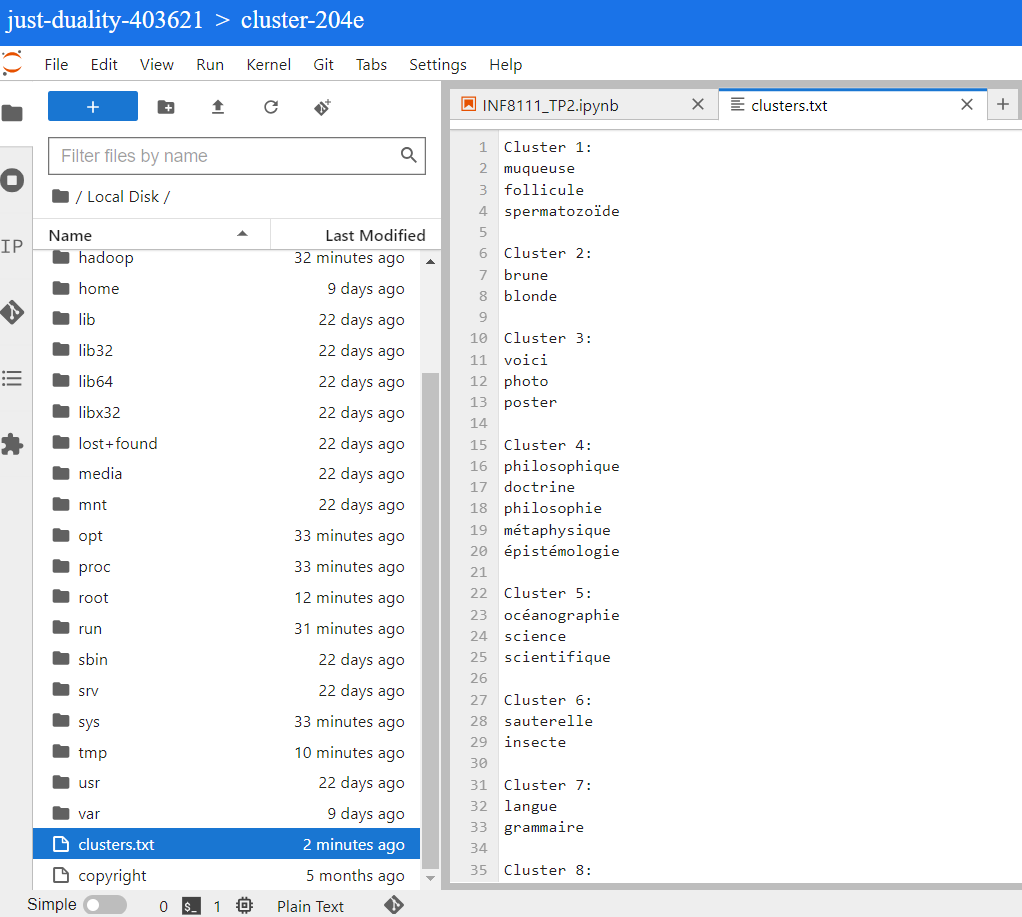 just-duality-403621 > cluster-204e
File Edit View Run Kernel Git Tabs Settings Help
+
Filter files by name
/ Local Disk /
Name Last Modified
hadoop 32 minutes ago
home 9 days ago
lib 22 days ago
lib32 22 days ago
lib64 22 days ago
libx32 22 days ago
lost+found 22 days ago
media 22 days ago
mnt 22 days ago
opt 33 minutes ago
proc 33 minutes ago
root 12 minutes ago
run 31 minutes ago
sbin 22 days ago
srv 22 days ago
sys 33 minutes ago
tmp 10 minutes ago
usr 22 days ago
var 9 days ago
clusters.txt 2 minutes ago
copyright 5 months ago
IP
INF8111_TP2.ipynb clusters.txt +
1 Cluster 1:
2 muqueuse
3 follicule
4 spermatozoïde
5
6 Cluster 2:
7 brune
8 blonde
9
10 Cluster 3:
11 voici
12 photo
13 poster
14
15 Cluster 4:
16 philosophique
17 doctrine
18 philosophie
19 métaphysique
20 épistémologie
21
22 Cluster 5:
23 océanographie
24 science
25 scientifique
26
27 Cluster 6:
28 sauterelle
29 insecte
30
31 Cluster 7:
32 langue
33 grammaire
34
35 Cluster 8:
Simple 0 $_ 1 Plain Text